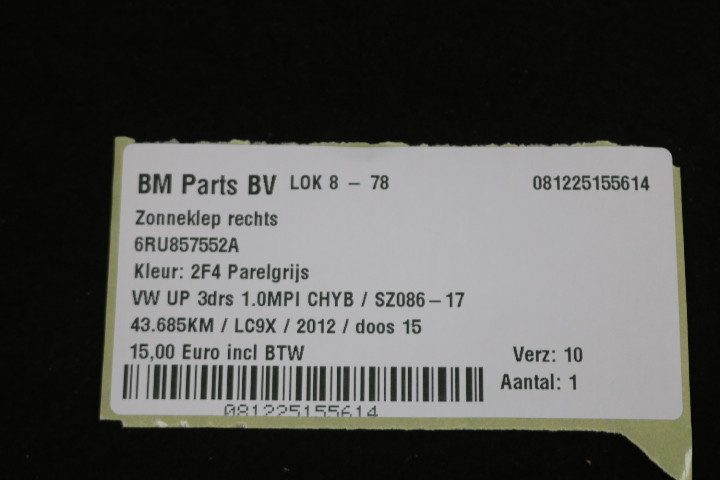 BM Parts BV LOK 8 - 78 081225155614
Zonneklep rechts
6RU857552A
Kleur: 2F4 Parelgrijs
VW UP 3drs 1.0MPI CHYB / SZ086-17
43.685KM / LC9X / 2012 / doos 15
15,00 Euro incl BTW Verz: 10
Aantal: 1
081225155614